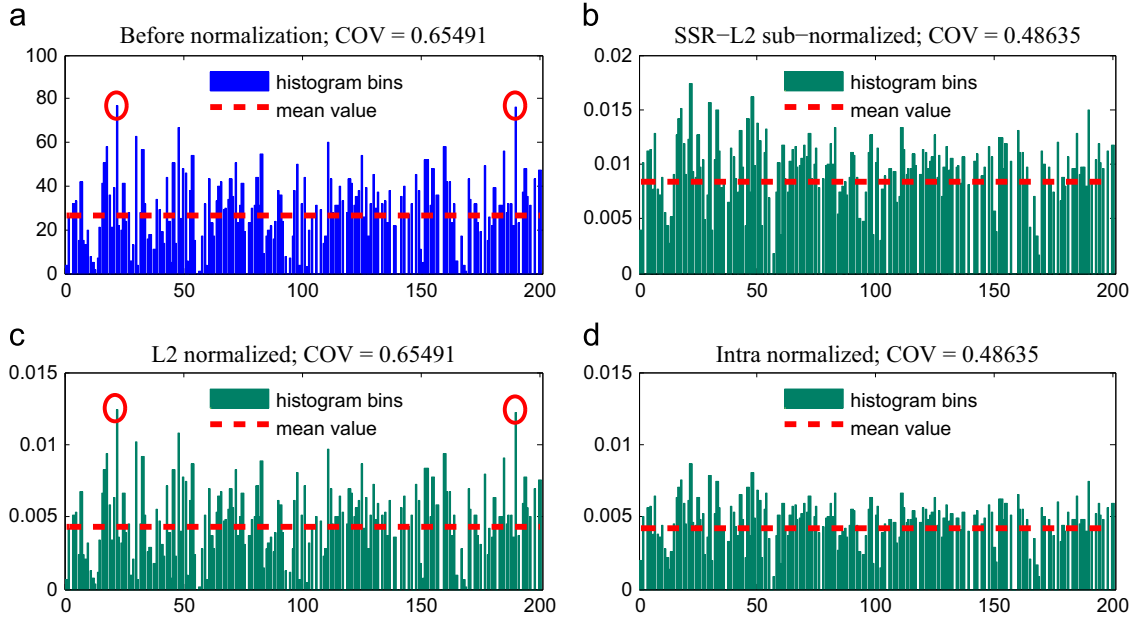 a
Before normalization; COV = 0.65491
100
80
60
40
20
0
histogram bins
mean value
0
50
100
150
200
b
SSR−L2 sub−normalized; COV = 0.48635
0.02
0.015
0.01
0.005
0
histogram bins
mean value
0
50
100
150
200
c
L2 normalized; COV = 0.65491
0.015
0.01
0.005
0
histogram bins
mean value
0
50
100
150
200
d
Intra normalized; COV = 0.48635
0.015
0.01
0.005
0
histogram bins
mean value
0
50
100
150
200